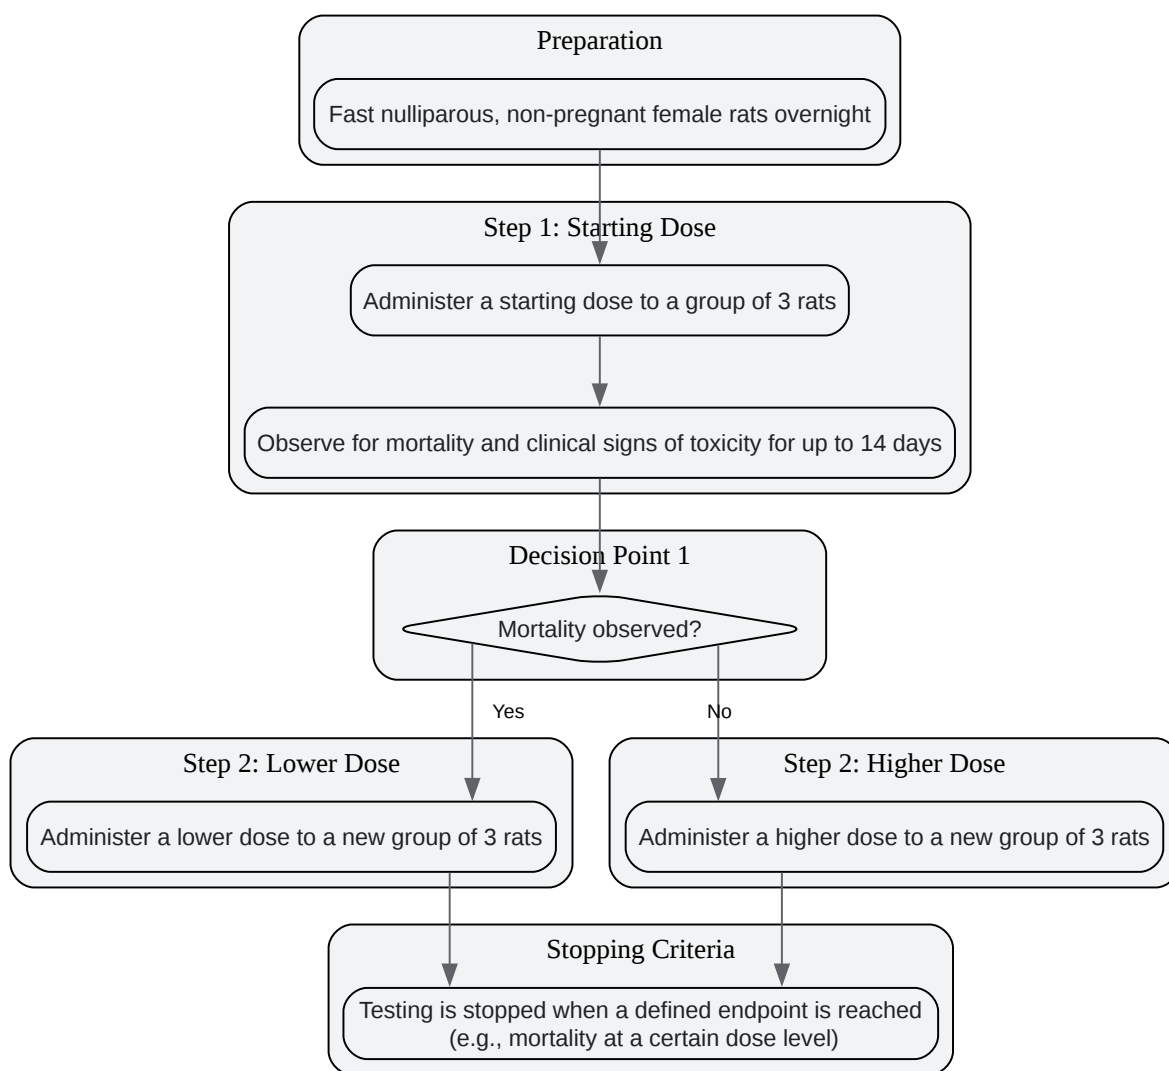 Preparation
Fast nulliparous, non-pregnant female rats overnight
Step 1: Starting Dose
Administer a starting dose to a group of 3 rats
Observe for mortality and clinical signs of toxicity for up to 14 days
Decision Point 1
Mortality observed?
Yes
No
Step 2: Lower Dose
Administer a lower dose to a new group of 3 rats
Step 2: Higher Dose
Administer a higher dose to a new group of 3 rats
Stopping Criteria
Testing is stopped when a defined endpoint is reached
(e.g., mortality at a certain dose level)